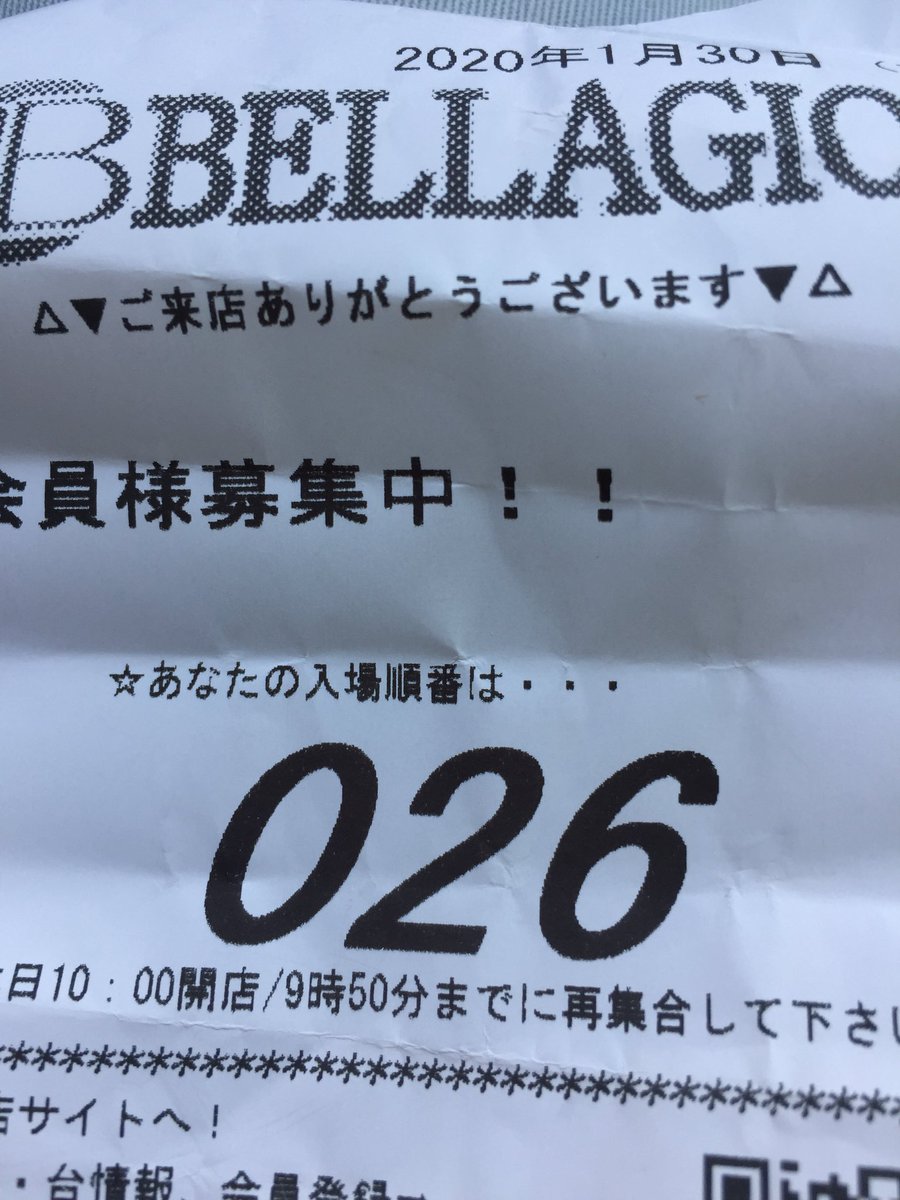 2020年1月30日
B BELLAGIO
△▼ご来店ありがとうございます▼△
会員様募集中！！
☆あなたの入場順番は・・・
026
日10：00開店/9時50分までに再集合して下さい
********************************
店サイトへ！
・台情報、会員登録